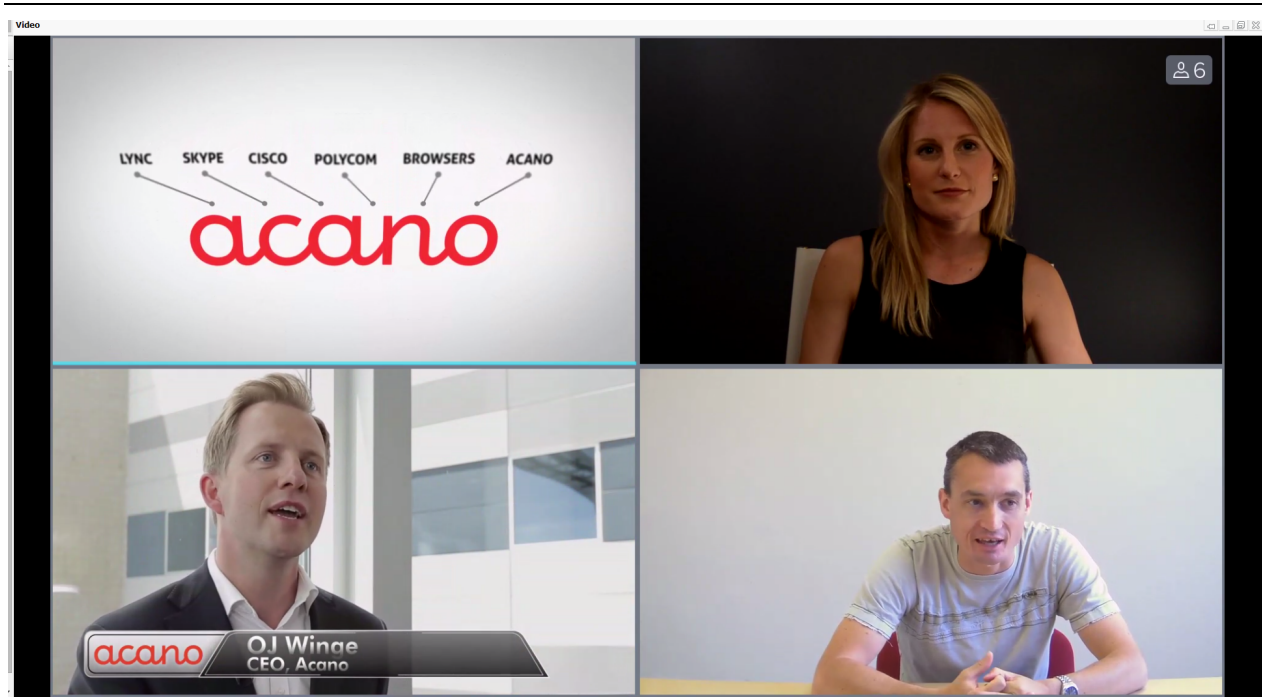 Video
LYNC SKYPE CISCO POLYCOM BROWSERS ACANO
acano
6
acano
OJ Winge
CEO, Acano